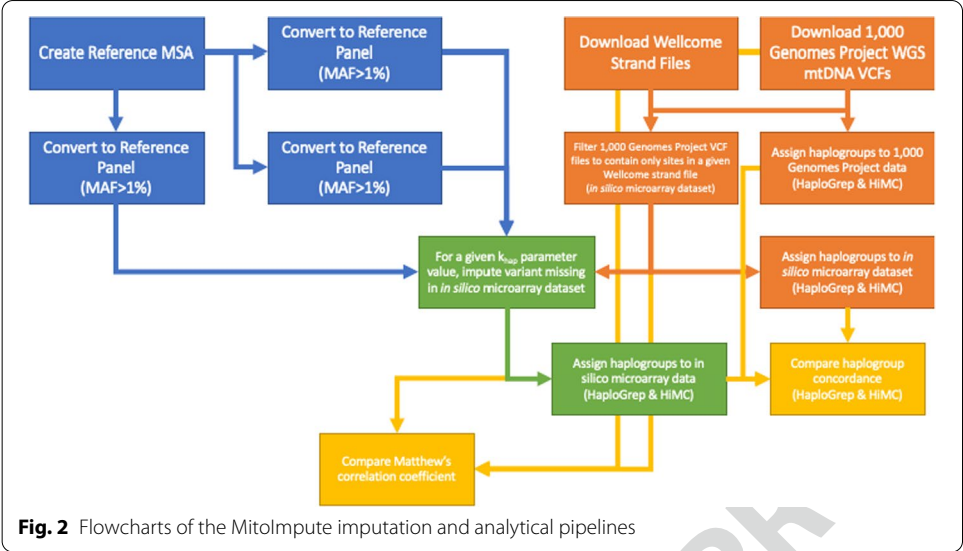 Create Reference MSA
Convert to Reference
Panel
(MAF>1%)
Download Wellcome
Strand Files
Download 1,000
Genomes Project WGS
mtDNA VCFs
Convert to Reference
Panel
(MAF>1%)
Convert to Reference
Panel
(MAF>1%)
Filter 1,000 Genomes Project VCF
files to contain only sites in a given
Wellcome strand file
(in silico microarray dataset)
Assign haplogroups to 1,000
Genomes Project data
(HaploGrep & HiMC)
For a given khap parameter
value, impute variant missing
in in silico microarray dataset
Assign haplogroups to in
silico microarray dataset
(HaploGrep & HiMC)
Assign haplogroups to in
silico microarray data
(HaploGrep & HiMC)
Compare haplogroup
concordance
(HaploGrep & HiMC)
Compare Matthew's
correlation coefficient
Fig. 2 Flowcharts of the MitoImpute imputation and analytical pipelines